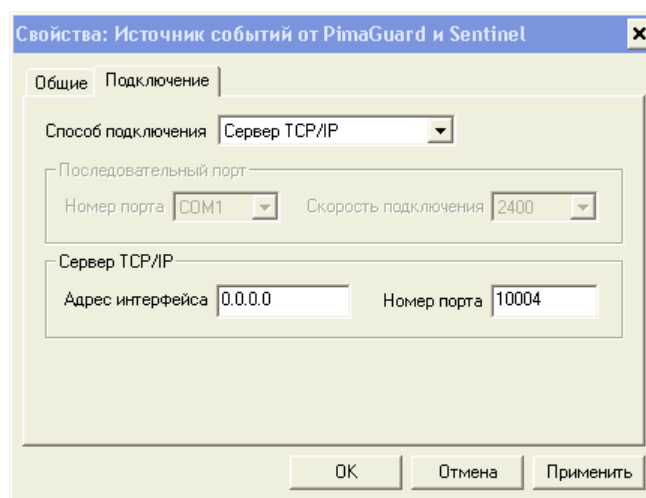 Свойства: Источник событий от PimaGuard и Sentinel
Общие Подключение
Способ подключения Сервер TCP/IP
Последовательный порт
Номер порта COM1 Скорость подключения 2400
Сервер TCP/IP
Адрес интерфейса 0.0.0.0 Номер порта 10004
OK Отмена Применить